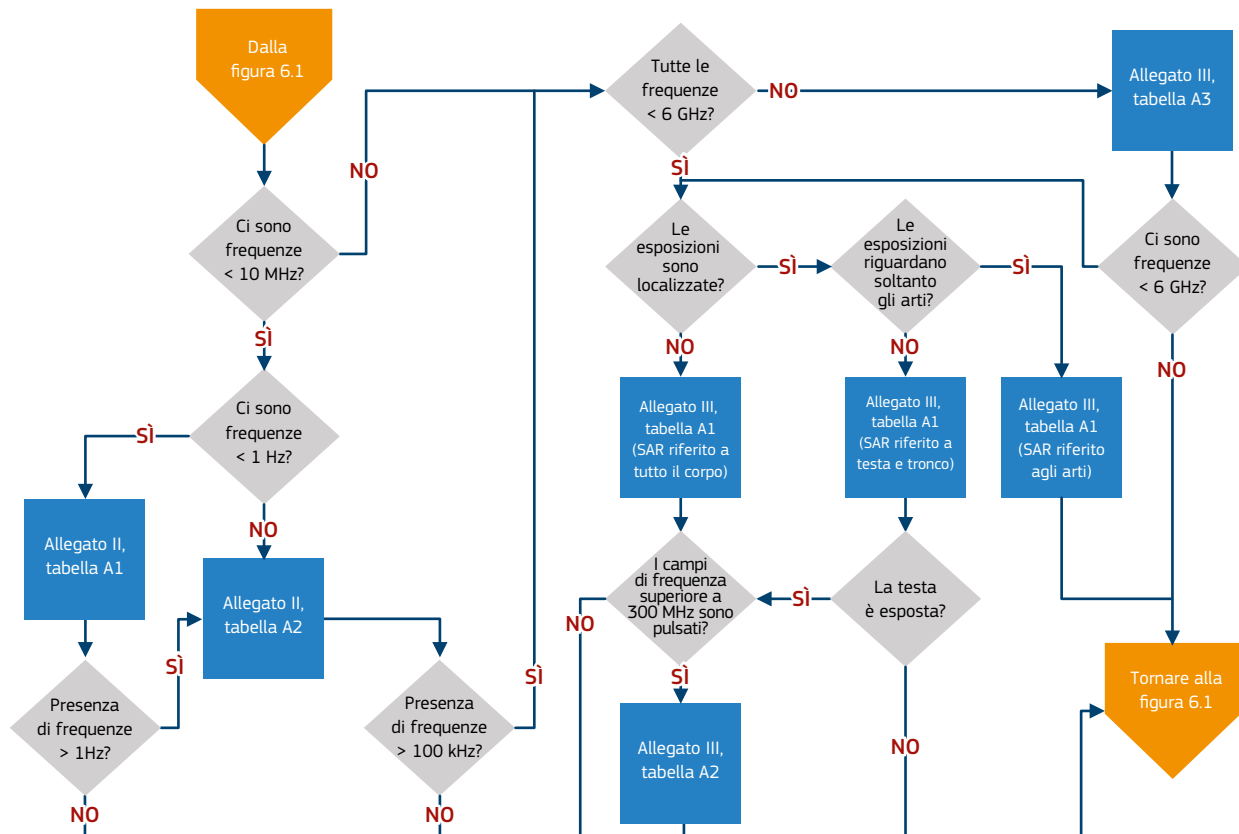 Dalla
figura 6.1
Ci sono
frequenze
< 10 MHz?
NO
SÌ
Ci sono
frequenze
< 1 Hz?
SÌ
NO
Allegato II,
tabella A1
Allegato II,
tabella A2
Presenza
di frequenze
> 1Hz?
SÌ
NO
Presenza
di frequenze
> 100 kHz?
SÌ
NO
Tutte le
frequenze
< 6 GHz?
NO
SÌ
Allegato III,
tabella A3
Ci sono
frequenze
< 6 GHz?
NO
Le
esposizioni
sono
localizzate?
SÌ
NO
Le
esposizioni
riguardano
soltanto
gli arti?
SÌ
NO
Allegato III,
tabella A1
(SAR riferito a
tutto il corpo)
Allegato III,
tabella A1
(SAR riferito a
testa e tronco)
Allegato III,
tabella A1
(SAR riferito
agli arti)
I campi
di frequenza
superiore a
300 MHz sono
pulsati?
NO
SÌ
La testa
è esposta?
SÌ
NO
Allegato III,
tabella A2
Tornare alla
figura 6.1